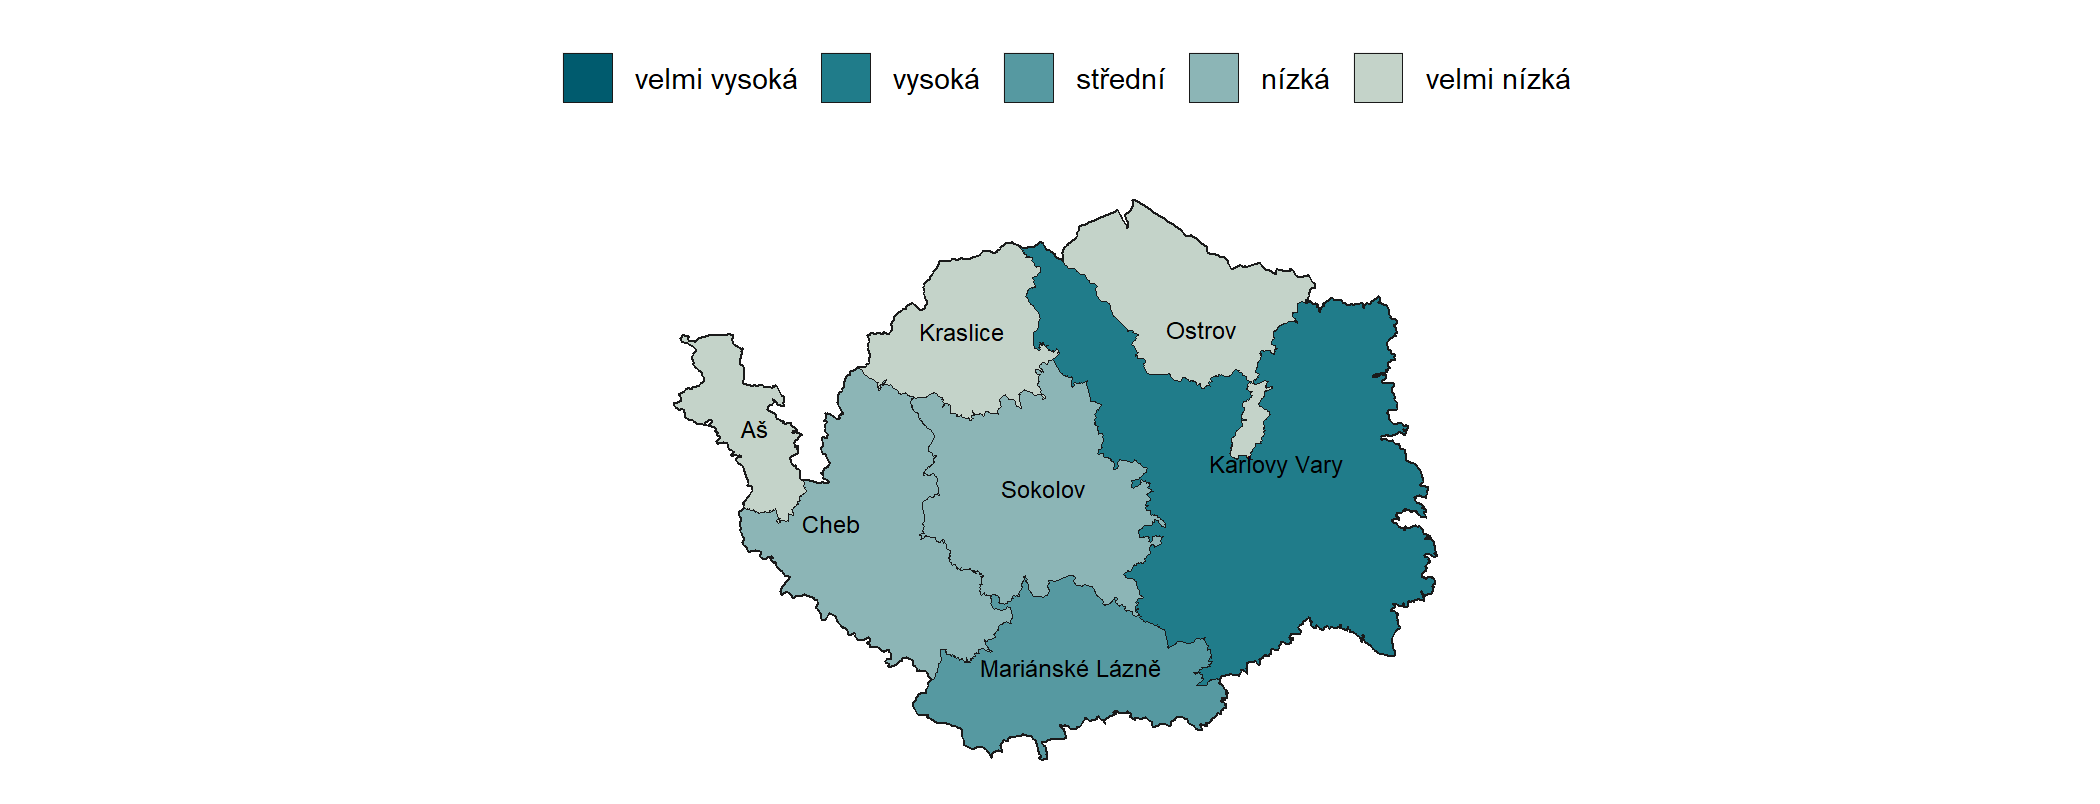 velmi vysoká vysoká střední nízká velmi nízká
Kraslice
Ostrov
Aš
Karlovy Vary
Sokolov
Cheb
Mariánské Lázně